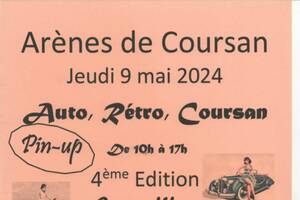 Arènes de Coursan
Jeudi 9 mai 2024
Auto, Rétro, Coursan
Pin-up
De 10h à 17h
4ème Edition